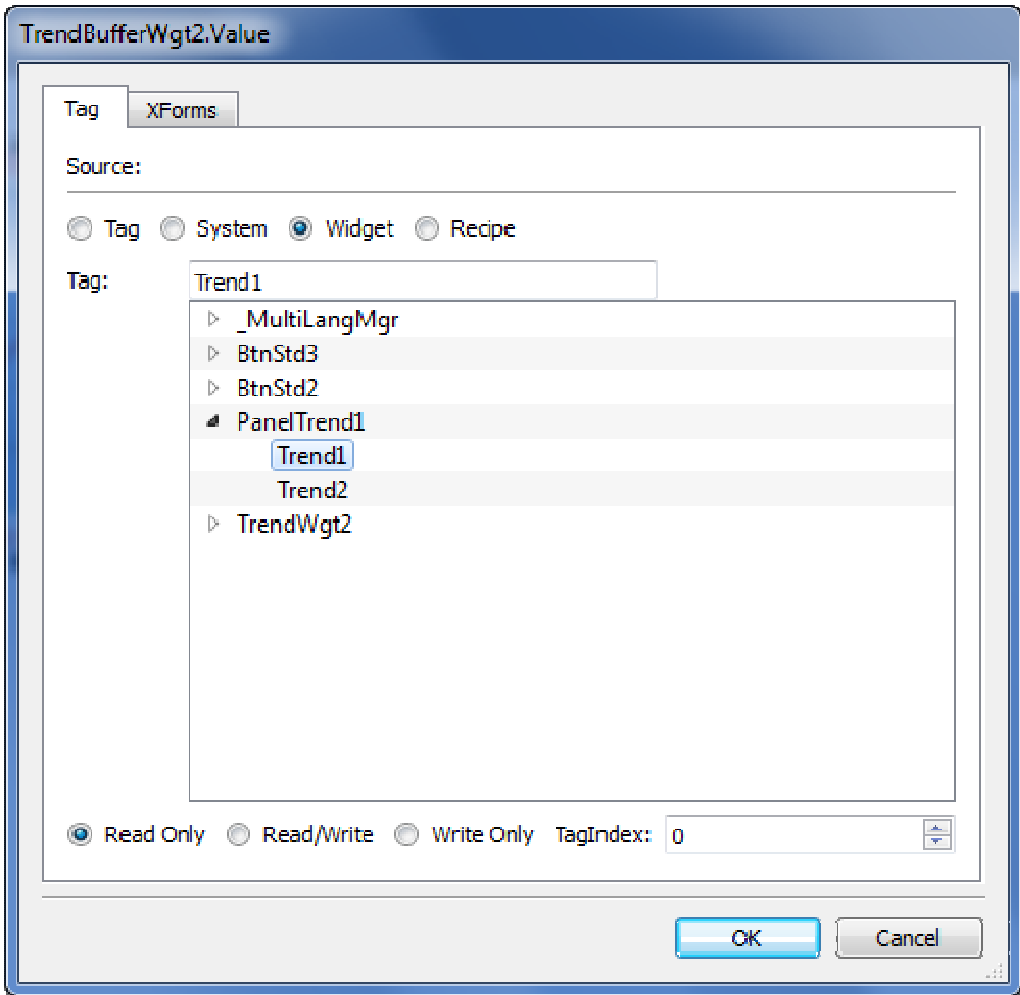 TrendBufferWgt2.Value
Tag XForms
Source:
Tag System Widget Recipe
Tag: Trend1
_MultiLangMgr
BtnStd3
BtnStd2
PanelTrend1
Trend1
Trend2
TrendWgt2
Read Only Read/Write Write Only TagIndex: 0
OK Cancel